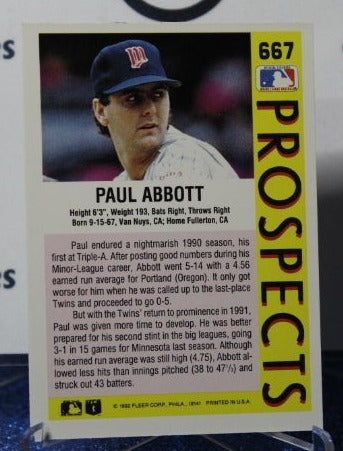 667
PROSPECTS
PAUL ABBOTT
Height 6'3", Weight 193, Bats Right, Throws Right
Born 9-15-67, Van Nuys, CA; Home Fullerton, CA
Paul endured a nightmarish 1990 season, his
first at Triple-A. After posting good numbers during his
Minor-League career, Abbott went 5-14 with a 4.56
earned run average for Portland (Oregon). It only got
worse for him when he was called up to the last-place
Twins and proceeded to go 0-5.
But with the Twins' return to prominence in 1991,
Paul was given more time to develop. He was better
prepared for his second stint in the big leagues, going
3-1 in 15 games for Minnesota last season. Although
his earned run average was still high (4.75), Abbott al-
lowed less hits than innings pitched (38 to 47⅓) and
struck out 43 batters.
© 1992 FLEER CORP., PHILA., 19141 PRINTED IN U.S.A.